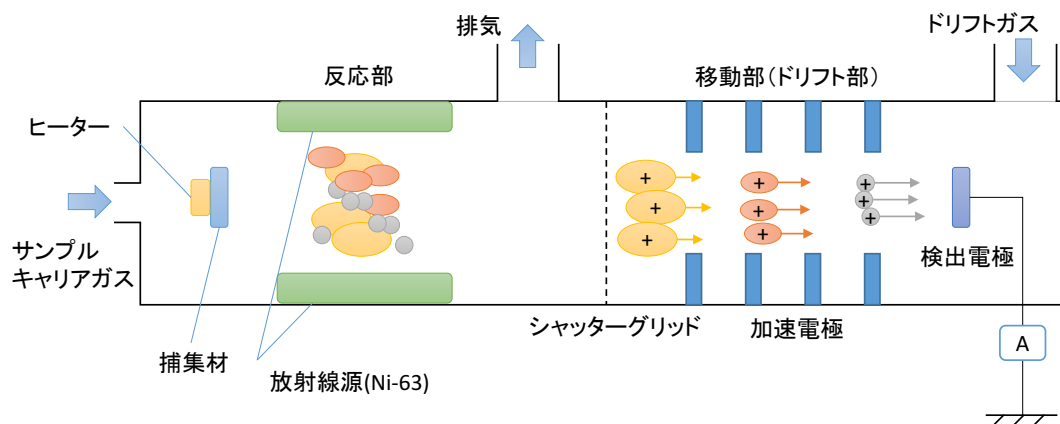 排気
ドリフトガス
反応部
移動部(ドリフト部)
ヒーター
サンプル
キャリアガス
捕集材
放射線源(Ni-63)
シャッターグリッド
加速電極
検出電極
+
+
+
+
+
+
+
+
+
A